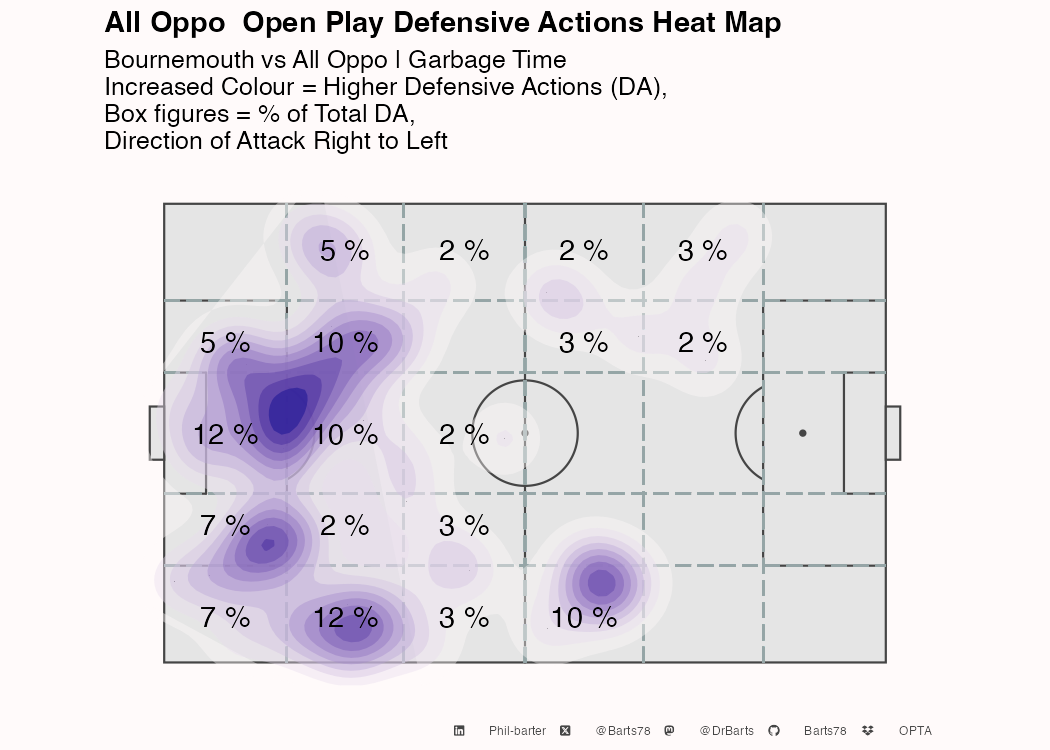 All Oppo  Open Play Defensive Actions Heat Map
Bournemouth vs All Oppo | Garbage Time
Increased Colour = Higher Defensive Actions (DA),
Box figures = % of Total DA,
Direction of Attack Right to Left
5 % 2 % 2 % 3 %
5 % 10 % 3 % 2 %
12 % 10 % 2 %
7 % 2 % 3 %
7 % 12 % 3 % 10 %
Phil-barter @Barts78 @DrBarts Barts78 OPTA